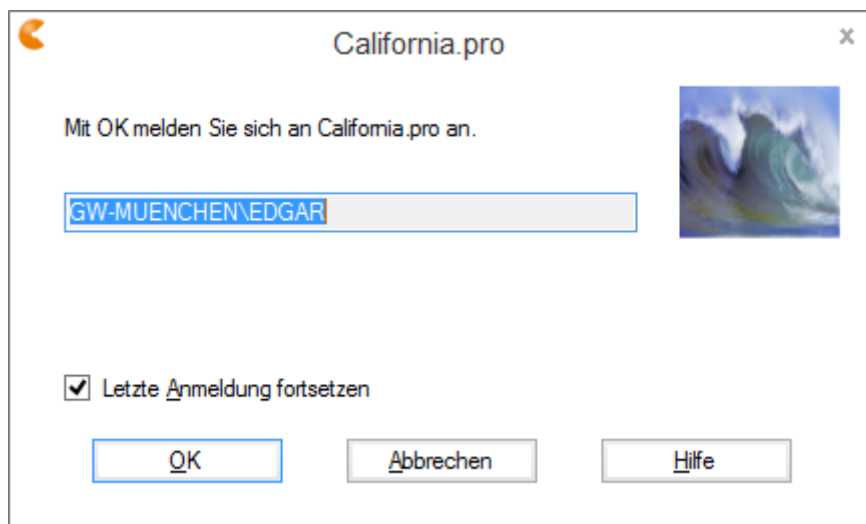 California.pro
Mit OK melden Sie sich an California.pro an.
GW-MUENCHEN\EDGAR
Letzte Anmeldung fortsetzen
OK
Abbrechen
Hilfe